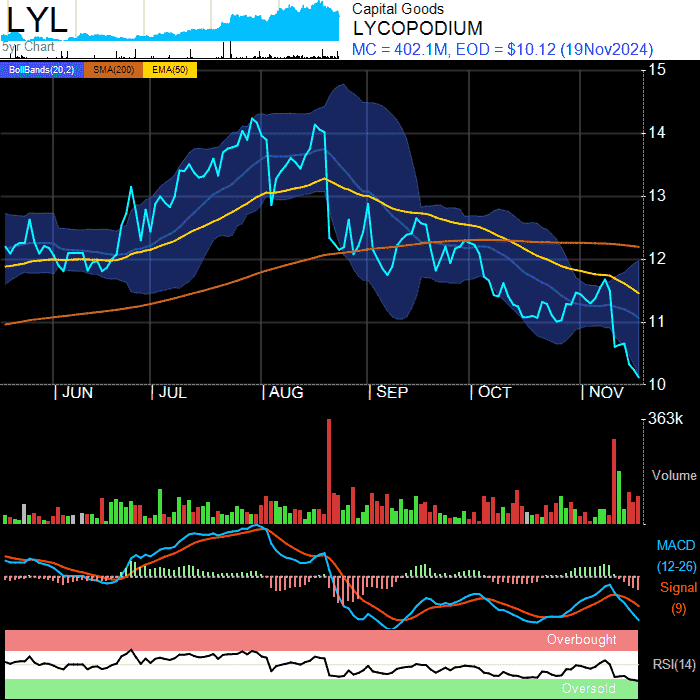 LYL
5yr Chart
Capital Goods
LYCOPODIUM
MC = 402.1M, EOD = $10.12 (19Nov2024)
BollBands(20,2) SMA(200) EMA(50)
15
14
13
12
11
10
JUN JUL AUG SEP OCT NOV
363k
Volume
MACD
(12-26)
Signal
(9)
Overbought
RSI(14)
Oversold